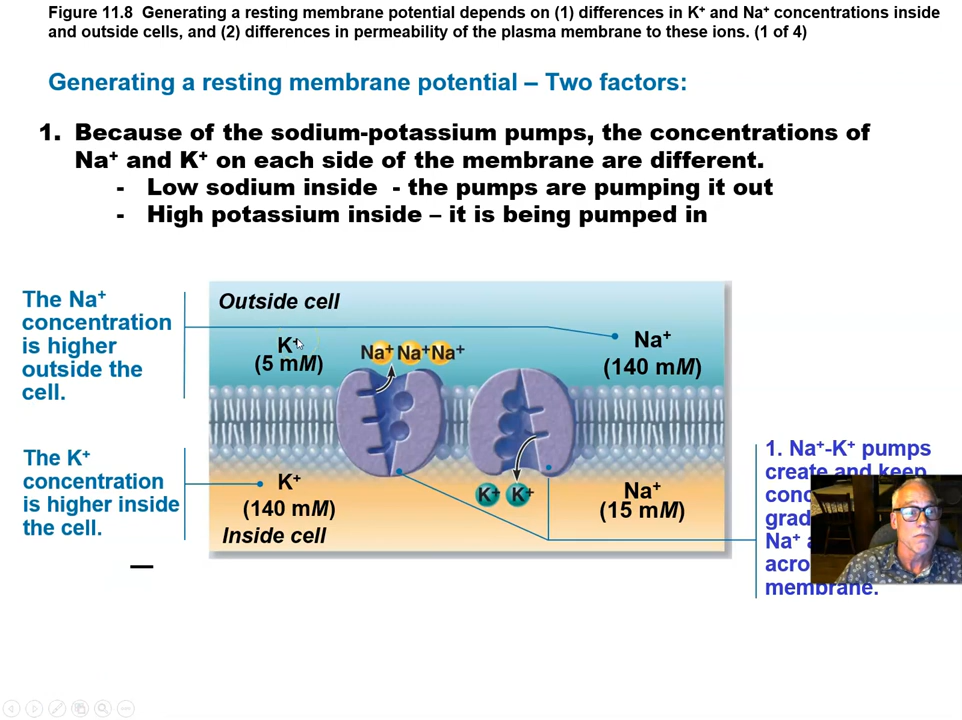 Figure 11.8 Generating a resting membrane potential depends on (1) differences in K⁺ and Na⁺ concentrations inside
and outside cells, and (2) differences in permeability of the plasma membrane to these ions. (1 of 4)
Generating a resting membrane potential – Two factors:
1. Because of the sodium-potassium pumps, the concentrations of
Na⁺ and K⁺ on each side of the membrane are different.
- Low sodium inside - the pumps are pumping it out
- High potassium inside – it is being pumped in
The Na⁺
concentration
is higher
outside the
cell.
Outside cell
K⁺
(5 mM)
Na⁺ Na⁺ Na⁺
Na⁺
(140 mM)
The K⁺
concentration
is higher inside
the cell.
K⁺
(140 mM)
Inside cell
K⁺ K⁺
Na⁺
(15 mM)
1. Na⁺-K⁺ pumps
create and keep
Na⁺
membrane.